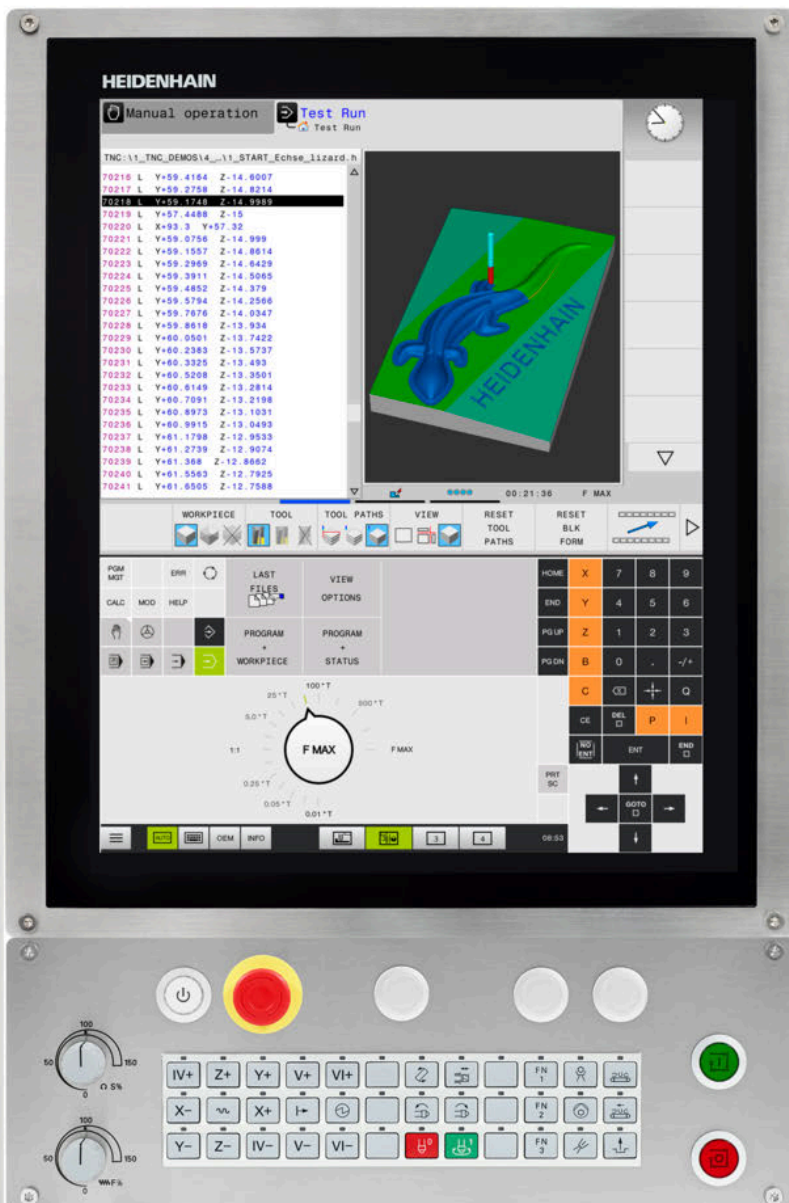 HEIDENHAIN
Manual operation
Test Run
Test Run
TNC:\1_TNC_DEMOS\4_…\1_START_Echse_lizard.h
70216 L Y+59.4164 Z-14.6007
70217 L Y+59.2758 Z-14.8214
70218 L Y+59.1748 Z-14.9989
70219 L Y+57.4488 Z-15
70220 L X+93.3 Y+57.32
70221 L Y+59.0756 Z-14.999
70222 L Y+59.1557 Z-14.8614
70223 L Y+59.2969 Z-14.6429
70224 L Y+59.3911 Z-14.5065
70225 L Y+59.4852 Z-14.379
70226 L Y+59.5794 Z-14.2566
70227 L Y+59.7676 Z-14.0347
70228 L Y+59.8618 Z-13.934
70229 L Y+60.0501 Z-13.7422
70230 L Y+60.2383 Z-13.5737
70231 L Y+60.3325 Z-13.493
70232 L Y+60.5208 Z-13.3501
70233 L Y+60.6149 Z-13.2814
70234 L Y+60.7091 Z-13.2198
70235 L Y+60.8973 Z-13.1031
70236 L Y+60.9915 Z-13.0493
70237 L Y+61.1798 Z-12.9533
70238 L Y+61.2739 Z-12.9074
70239 L Y+61.368 Z-12.8662
70240 L Y+61.5563 Z-12.7925
70241 L Y+61.6505 Z-12.7588
HEIDENHAIN
00:21:36 F MAX
WORKPIECE TOOL TOOL PATHS VIEW
RESET TOOL PATHS
RESET BLK FORM
PGM MGT ERR
CALC MOD HELP
LAST FILES
VIEW OPTIONS
PROGRAM + WORKPIECE
PROGRAM + STATUS
HOME X 7 8 9
END Y 4 5 6
PG UP Z 1 2 3
PG DN B 0 . -/+
C Q
CE DEL P I
NO ENT ENT END
PRT SC
GOTO
100*T
25*T
500*T
5.0*T
1:1
F MAX
F MAX
0.25*T
0.05*T
0.01*T
AUTO OEM INFO 3 4 08:53
100
50 150
0 S%
IV+ Z+ Y+ V+ VI+ FN 1
X- X+ FN 2
Y- Z- IV- V- VI- 0 1 FN 3
100
50 150
0 F%